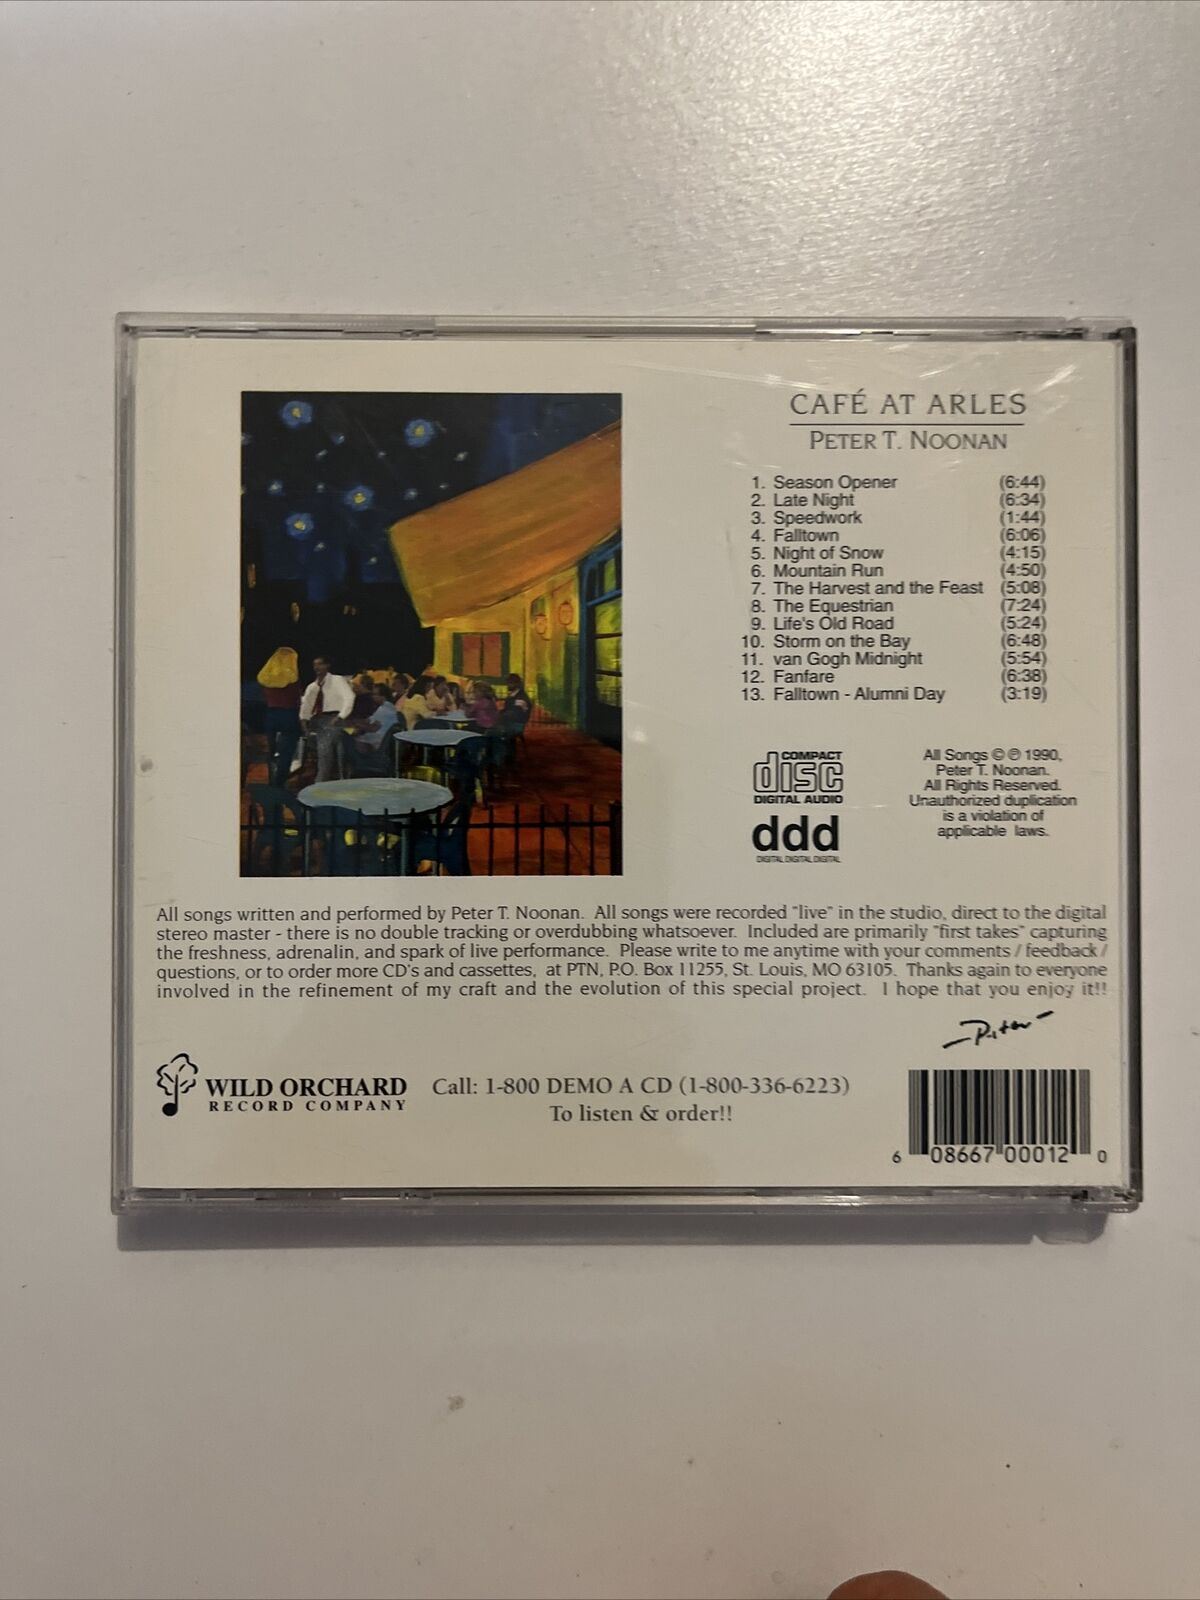 CAFÉ AT ARLES
PETER T. NOONAN
1. Season Opener (6:44)
2. Late Night (6:34)
3. Speedwork (1:44)
4. Falltown (6:06)
5. Night of Snow (4:15)
6. Mountain Run (4:50)
7. The Harvest and the Feast (5:08)
8. The Equestrian (7:24)
9. Life's Old Road (5:24)
10. Storm on the Bay (6:48)
11. van Gogh Midnight (5:54)
12. Fanfare (6:38)
13. Falltown - Alumni Day (3:19)
COMPACT
disc
DIGITAL AUDIO
ddd
DIGITAL DIGITAL DIGITAL
All Songs © ℗ 1990,
Peter T. Noonan.
All Rights Reserved.
Unauthorized duplication
is a violation of
applicable laws.
All songs written and performed by Peter T. Noonan. All songs were recorded "live" in the studio, direct to the digital
stereo master - there is no double tracking or overdubbing whatsoever. Included are primarily "first takes" capturing
the freshness, adrenalin, and spark of live performance. Please write to me anytime with your comments / feedback /
questions, or to order more CD's and cassettes, at PTN, P.O. Box 11255, St. Louis, MO 63105. Thanks again to everyone
involved in the refinement of my craft and the evolution of this special project. I hope that you enjoy it!!
- Peter -
WILD ORCHARD
RECORD COMPANY
Call: 1-800 DEMO A CD (1-800-336-6223)
To listen & order!!
6 08667 00012 0